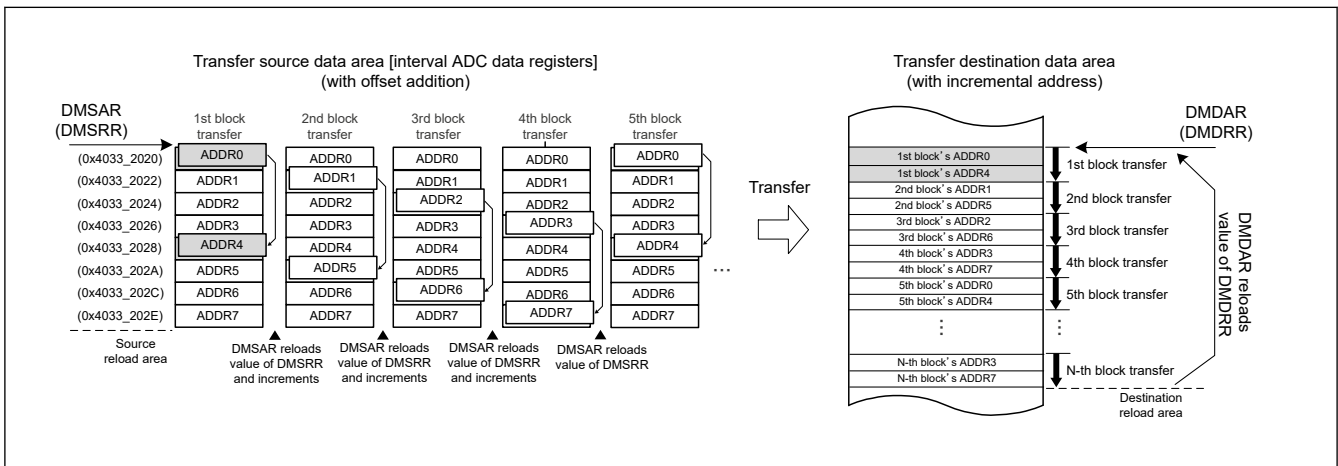 Transfer source data area [interval ADC data registers]
(with offset addition)
DMSAR
(DMSRR)
1st block
transfer
2nd block
transfer
3rd block
transfer
4th block
transfer
5th block
transfer
(0x4033_2020)
(0x4033_2022)
(0x4033_2024)
(0x4033_2026)
(0x4033_2028)
(0x4033_202A)
(0x4033_202C)
(0x4033_202E)
Source
reload area
ADDR0
ADDR1
ADDR2
ADDR3
ADDR4
ADDR5
ADDR6
ADDR7
ADDR0
ADDR1
ADDR2
ADDR3
ADDR4
ADDR5
ADDR6
ADDR7
ADDR0
ADDR1
ADDR2
ADDR3
ADDR4
ADDR5
ADDR6
ADDR7
ADDR0
ADDR1
ADDR2
ADDR3
ADDR4
ADDR5
ADDR6
ADDR7
ADDR0
ADDR1
ADDR2
ADDR3
ADDR4
ADDR5
ADDR6
ADDR7
...
DMSAR reloads
value of DMSRR
and increments
DMSAR reloads
value of DMSRR
and increments
DMSAR reloads
value of DMSRR
and increments
DMSAR reloads
value of DMSRR
Transfer
Transfer destination data area
(with incremental address)
DMDAR
(DMDRR)
1st block's ADDR0
1st block's ADDR4
2nd block's ADDR1
2nd block's ADDR5
3rd block's ADDR2
3rd block's ADDR6
4th block's ADDR3
4th block's ADDR7
5th block's ADDR0
5th block's ADDR4
⋮
⋮
N-th block's ADDR3
N-th block's ADDR7
1st block transfer
2nd block transfer
3rd block transfer
4th block transfer
5th block transfer
⋮
N-th block transfer
Destination
reload area
DMDAR reloads
value of DMDRR